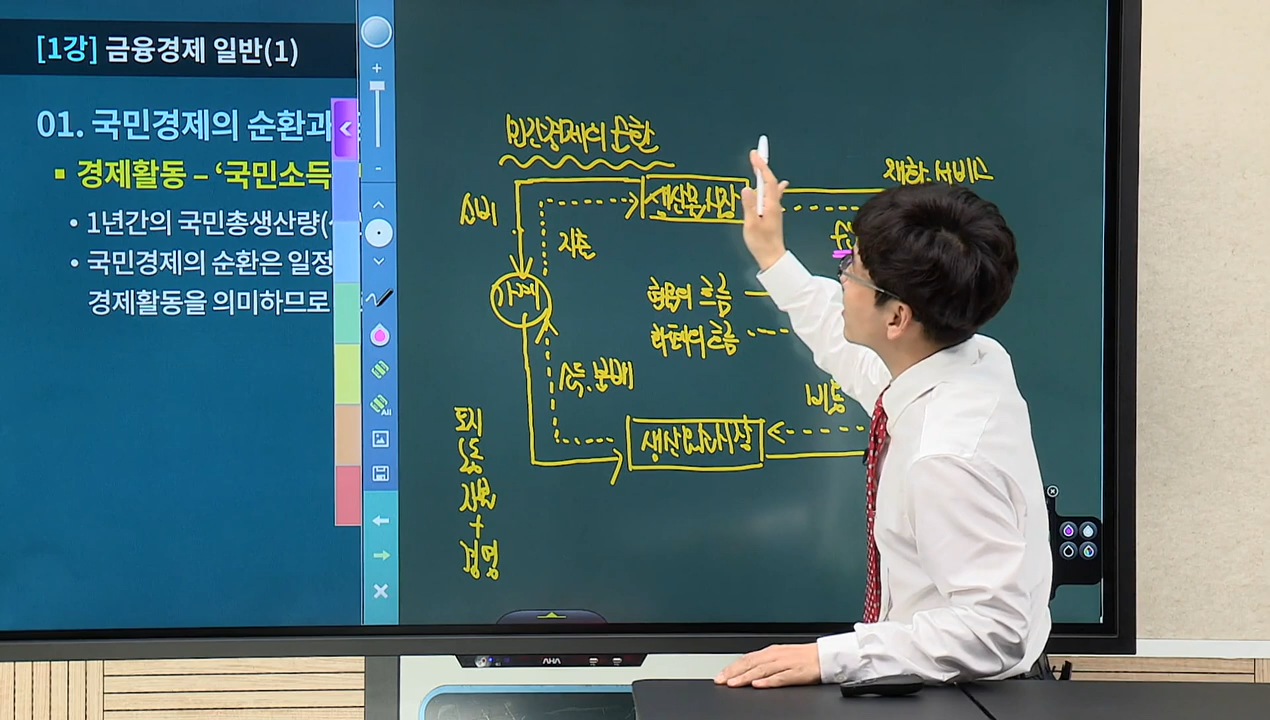 [1강] 금융경제 일반(1)
01. 국민경제의 순환과
경제활동 – ‘국민소득
• 1년간의 국민총생산량(
• 국민경제의 순환은 일정
경제활동을 의미하므로
민간경제의 순환
재화, 서비스
소비
생산물시장
지출
가계
실물의 흐름
화폐의 흐름
소득, 분배
비용
생산요소시장
토지
노동
자본
+
경영
All
AHA